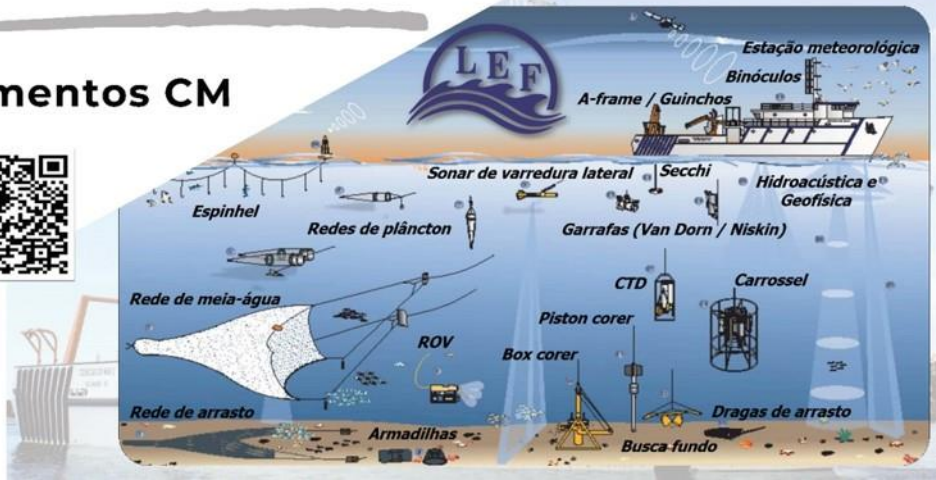 mentos CM
LEF
Estação meteorológica
Binóculos
A-frame / Guinchos
Sonar de varredura lateral
Secchi
Hidroacústica e
Geofísica
Espinhel
Redes de plâncton
Garrafas (Van Dorn / Niskin)
CTD
Carrossel
Rede de meia-água
Piston corer
ROV
Box corer
Rede de arrasto
Dragas de arrasto
Armadilhas
Busca fundo